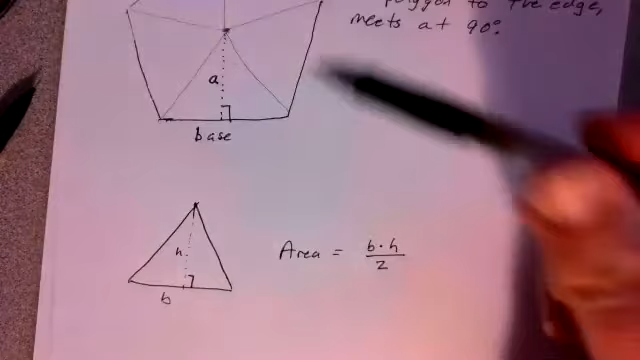 polygon to the edge,
meets at 90°
a
base
h
b
Area = b·h
2